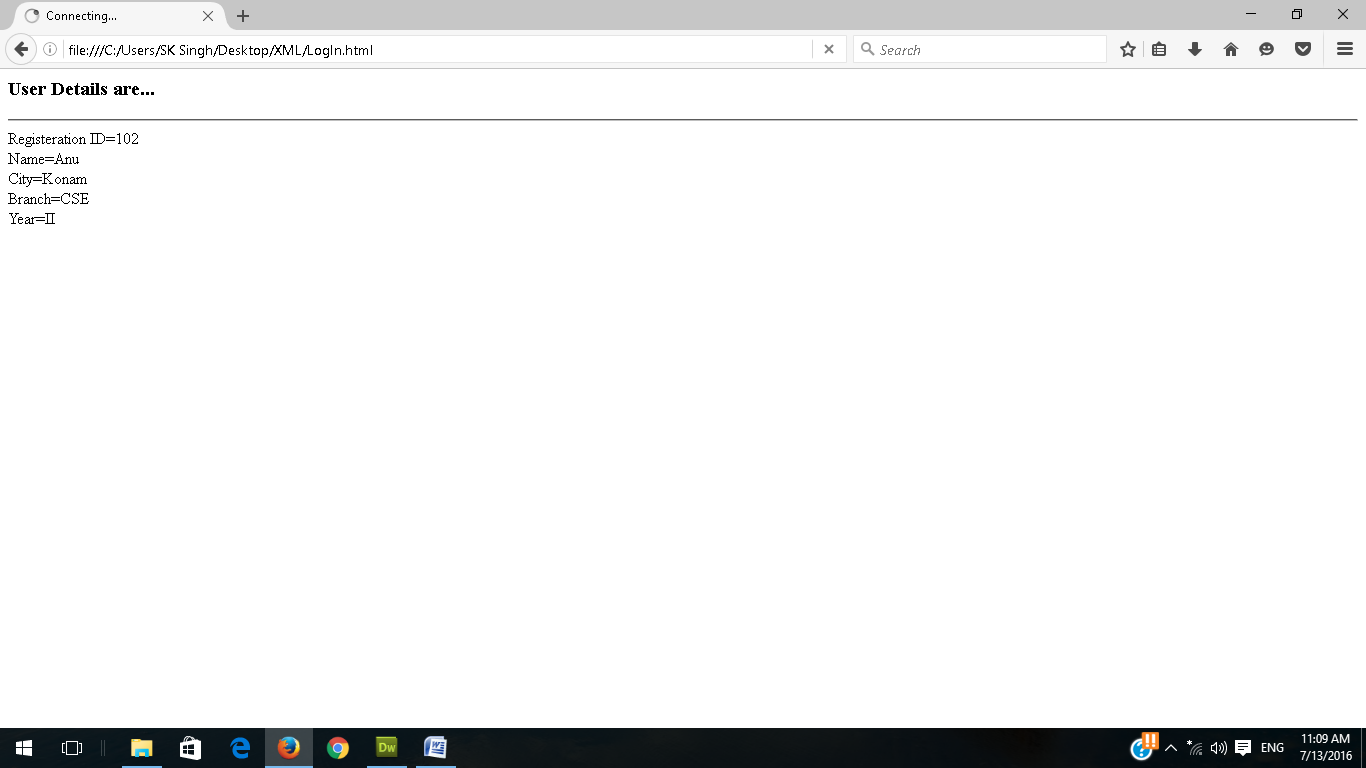 Connecting...
file:///C:/Users/SK Singh/Desktop/XML/LogIn.html
Search
User Details are...
Registeration ID=102
Name=Anu
City=Konam
Branch=CSE
Year=II
Dw
W
ENG
11:09 AM
7/13/2016